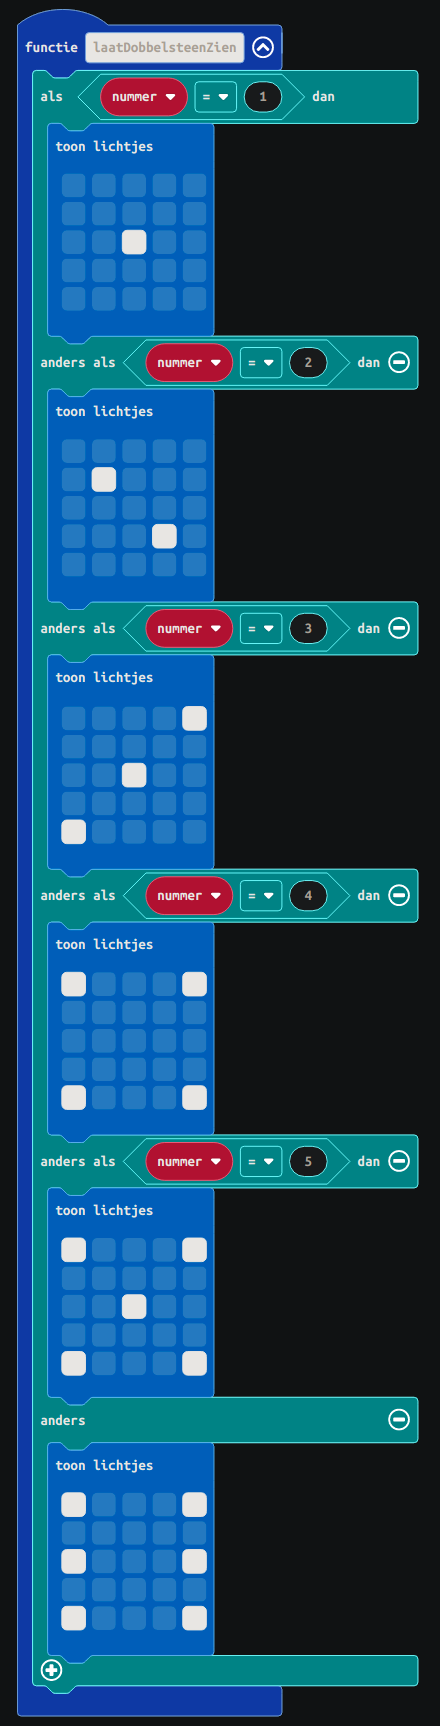 functie laatDobbelsteenZien
als nummer = 1 dan
toon lichtjes
anders als nummer = 2 dan
toon lichtjes
anders als nummer = 3 dan
toon lichtjes
anders als nummer = 4 dan
toon lichtjes
anders als nummer = 5 dan
toon lichtjes
anders
toon lichtjes